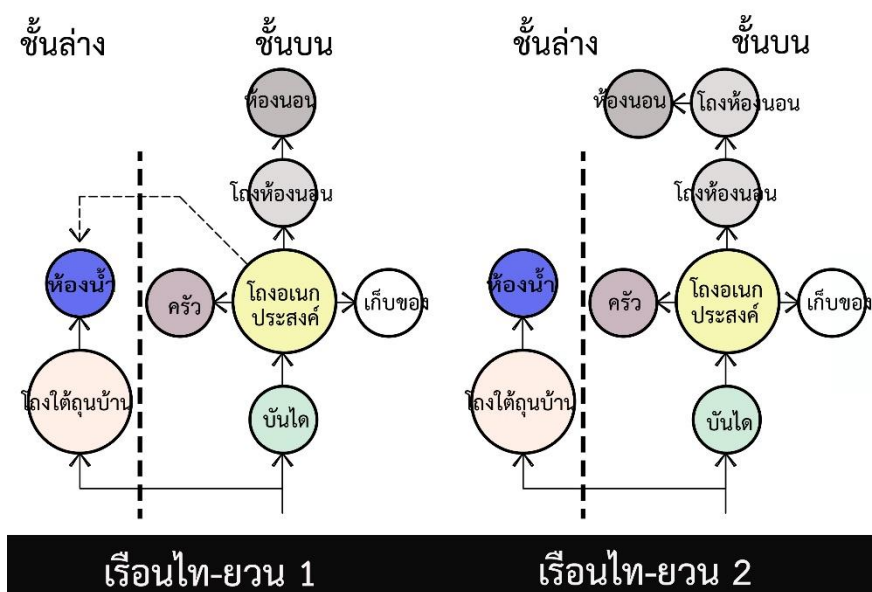 ชั้นล่าง
ชั้นบน
ห้องนอน
โถงห้องนอน
ห้องน้ำ
ครัว
โถงอเนก
ประสงค์
เก็บของ
โถงใต้ถุนบ้าน
บันได
เรือนไท-ยวน 1
ชั้นล่าง
ชั้นบน
ห้องนอน
โถงห้องนอน
โถงห้องนอน
ห้องน้ำ
ครัว
โถงอเนก
ประสงค์
เก็บของ
โถงใต้ถุนบ้าน
บันได
เรือนไท-ยวน 2